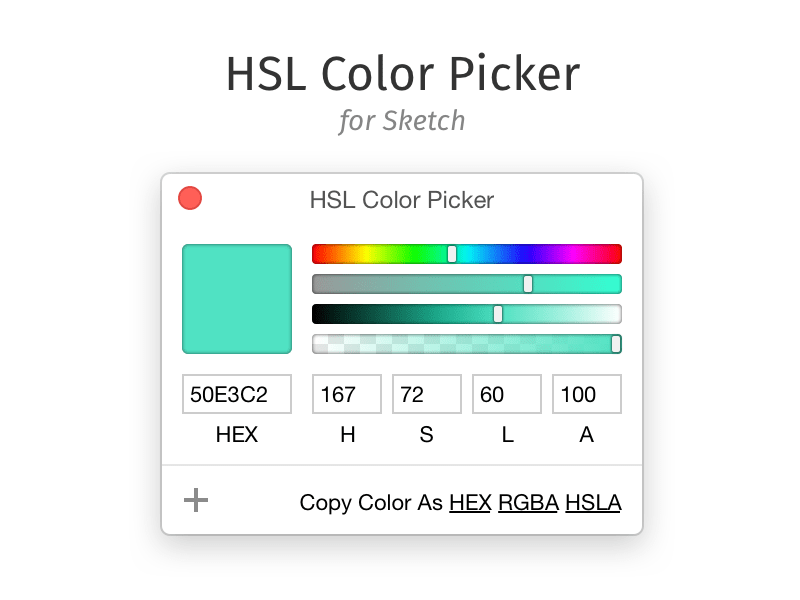 HSL Color Picker
for Sketch
HSL Color Picker
50E3C2 167 72 60 100
HEX H S L A
Copy Color As HEX RGBA HSLA